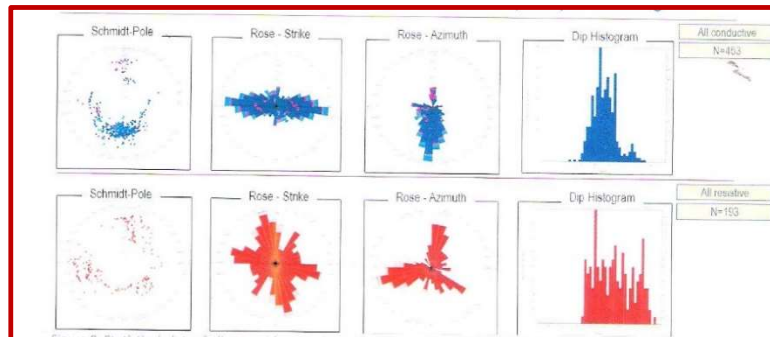 Schmidt-Pole
Rose - Strike
Rose - Azimuth
Dip Histogram
All conductive
N=453
Schmidt-Pole
Rose - Strike
Rose - Azimuth
Dip Histogram
All resistive
N=193